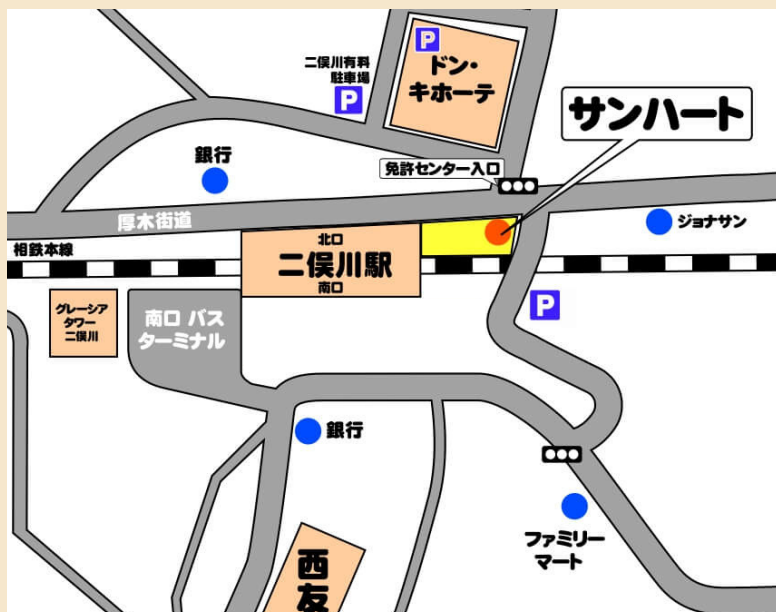 二俣川有料
駐車場
P
P
ドン・
キホーテ
サンハート
銀行
免許センター入口
厚木街道
ジョナサン
相鉄本線
北口
二俣川駅
南口
グレーシア
タワー
二俣川
南口 バス
ターミナル
P
銀行
ファミリー
マート
西友